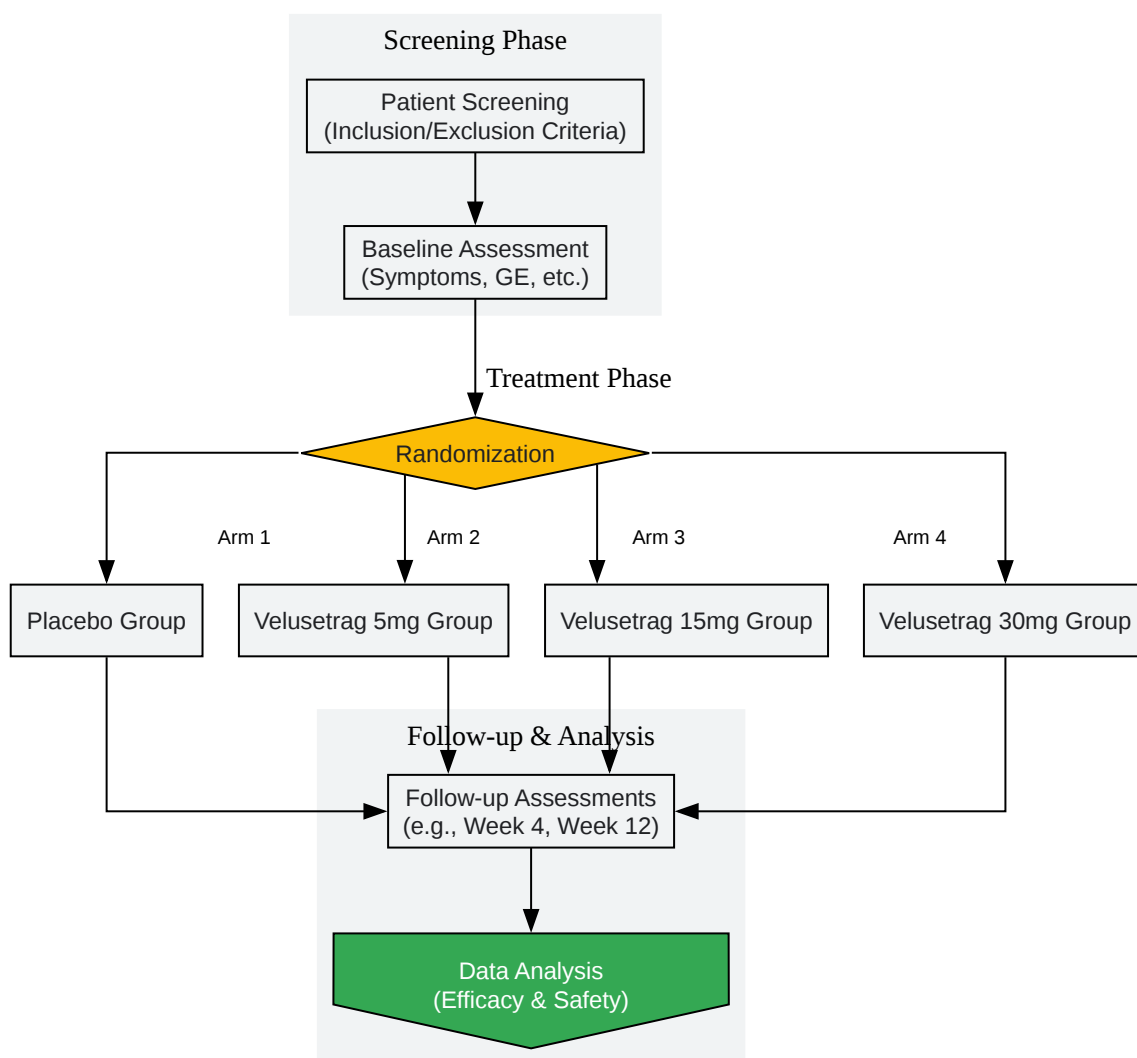 Screening Phase
Patient Screening
(Inclusion/Exclusion Criteria)
Baseline Assessment
(Symptoms, GE, etc.)
Treatment Phase
Randomization
Arm 1
Arm 2
Arm 3
Arm 4
Placebo Group
Velusetrag 5mg Group
Velusetrag 15mg Group
Velusetrag 30mg Group
Follow-up & Analysis
Follow-up Assessments
(e.g., Week 4, Week 12)
Data Analysis
(Efficacy & Safety)